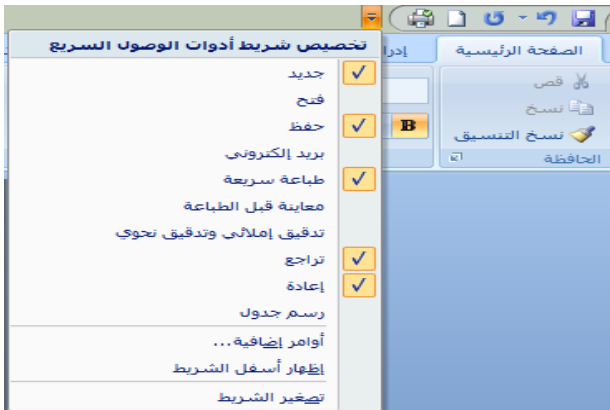 الصفحة الرئيسية
قص
نسخ
نسخ التنسيق
الحافظة
B
تخصيص شريط أدوات الوصول السريع
جديد
فتح
حفظ
بريد إلكتروني
طباعة سريعة
معاينة قبل الطباعة
تدقيق إملائي وتدقيق نحوي
تراجع
إعادة
رسم جدول
أوامر إضافية...
إظهار أسفل الشريط
تصغير الشريط